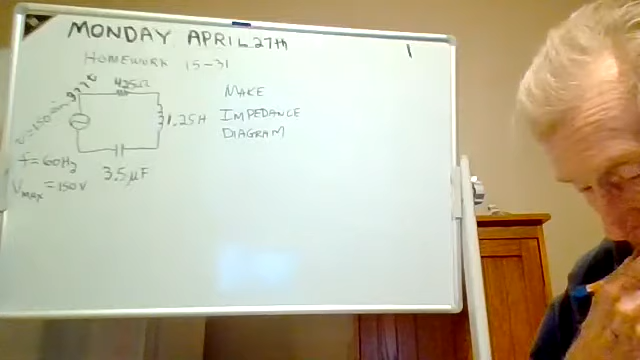 MONDAY APRIL 27th
1
HOMEWORK 15-31
425Ω
1.25H
3.5μF
f=60Hz
Vmax=150V
MAKE
IMPEDANCE
DIAGRAM